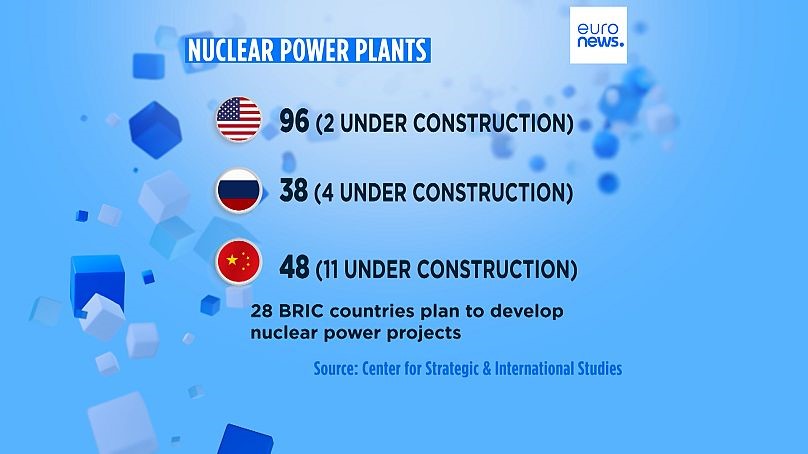 euro
news.
NUCLEAR POWER PLANTS
96 (2 UNDER CONSTRUCTION)
38 (4 UNDER CONSTRUCTION)
48 (11 UNDER CONSTRUCTION)
28 BRIC countries plan to develop
nuclear power projects
Source: Center for Strategic & International Studies